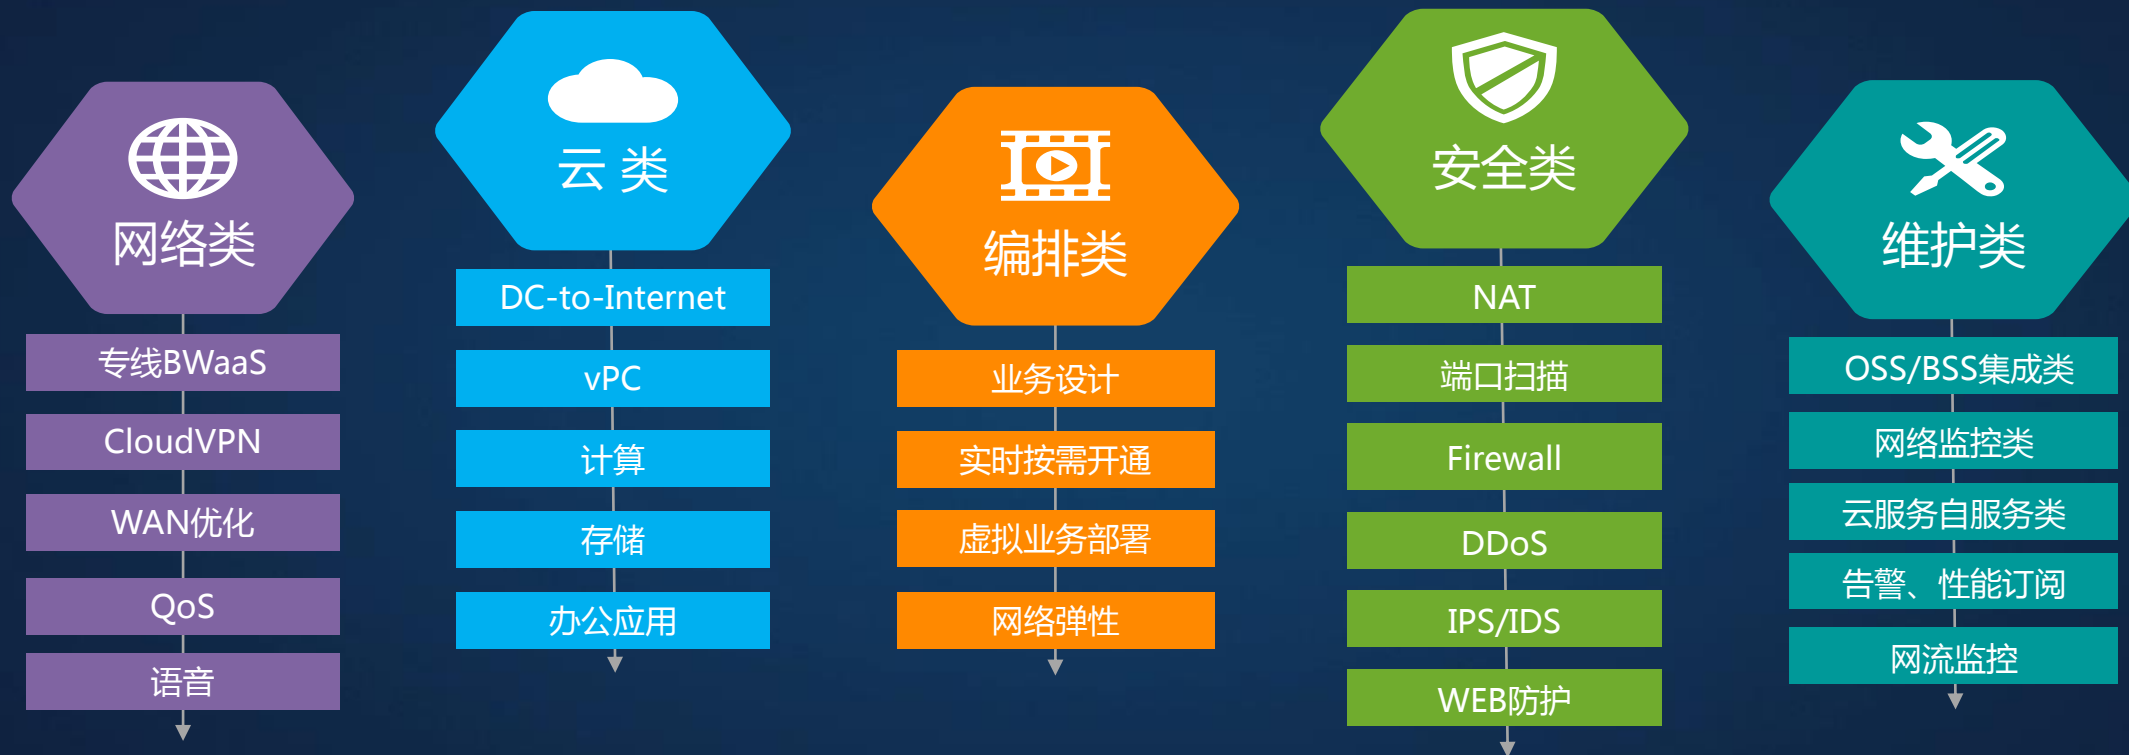 网络类
专线BWaaS
CloudVPN
WAN优化
QoS
语音
云 类
DC-to-Internet
vPC
计算
存储
办公应用
编排类
业务设计
实时按需开通
虚拟业务部署
网络弹性
安全类
NAT
端口扫描
Firewall
DDoS
IPS/IDS
WEB防护
维护类
OSS/BSS集成类
网络监控类
云服务自服务类
告警、性能订阅
网流监控